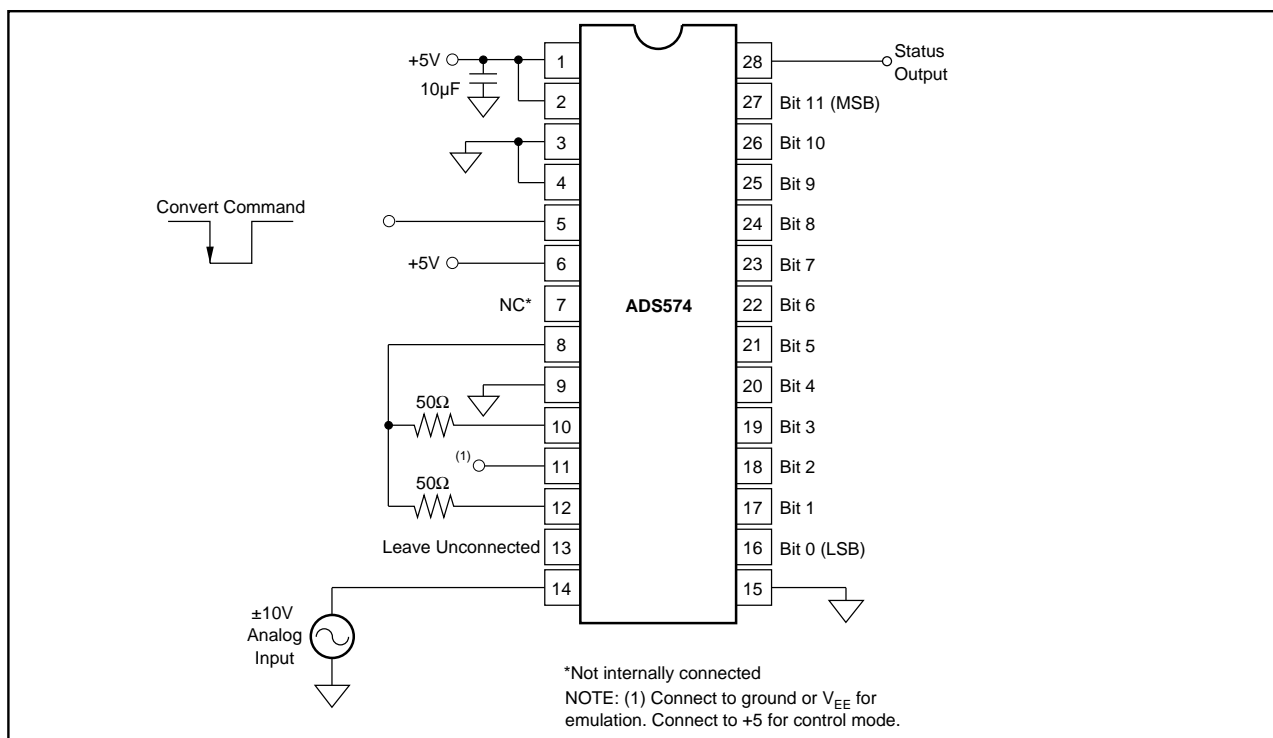 +5V
10µF
1
2
3
4
Convert Command
5
+5V
6
NC*
7
8
9
50Ω
10
(1)
11
50Ω
12
Leave Unconnected
13
14
±10V
Analog
Input
ADS574
28
Status
Output
27
Bit 11 (MSB)
26
Bit 10
25
Bit 9
24
Bit 8
23
Bit 7
22
Bit 6
21
Bit 5
20
Bit 4
19
Bit 3
18
Bit 2
17
Bit 1
16
Bit 0 (LSB)
15
*Not internally connected
NOTE: (1) Connect to ground or VEE for
emulation. Connect to +5 for control mode.